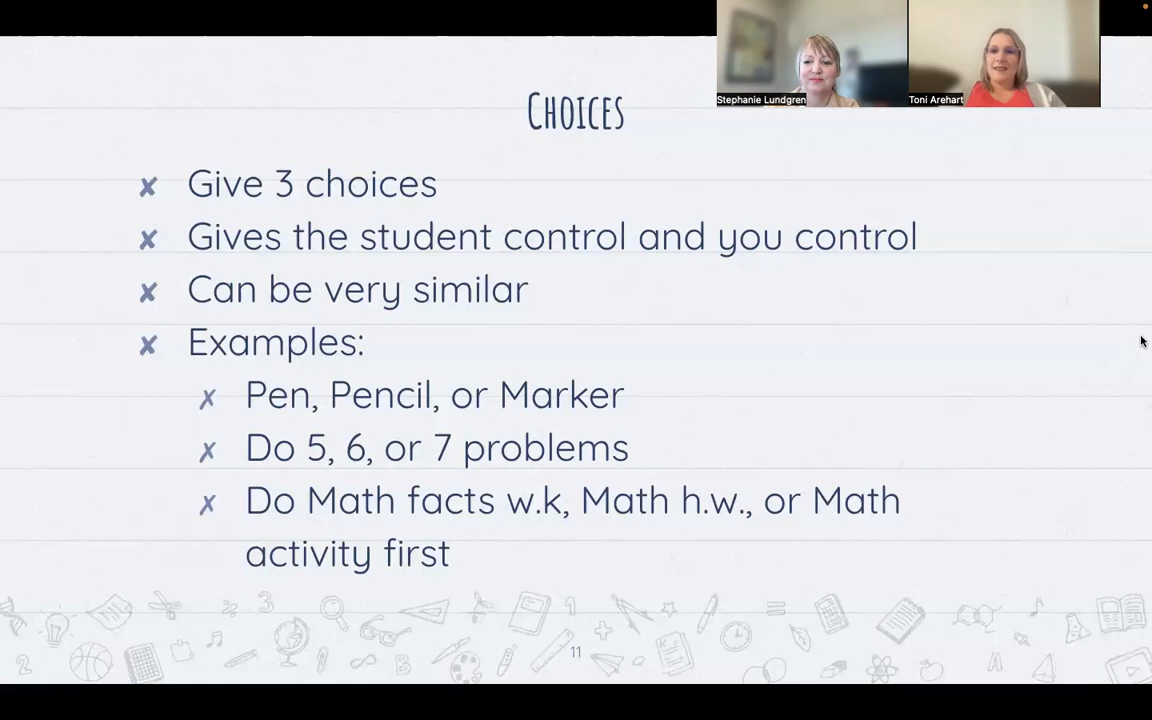 Stephanie Lundgren
Toni Arehart
CHOICES
✘ Give 3 choices
✘ Gives the student control and you control
✘ Can be very similar
✘ Examples:
✗ Pen, Pencil, or Marker
✗ Do 5, 6, or 7 problems
✗ Do Math facts w.k, Math h.w., or Math
activity first
11